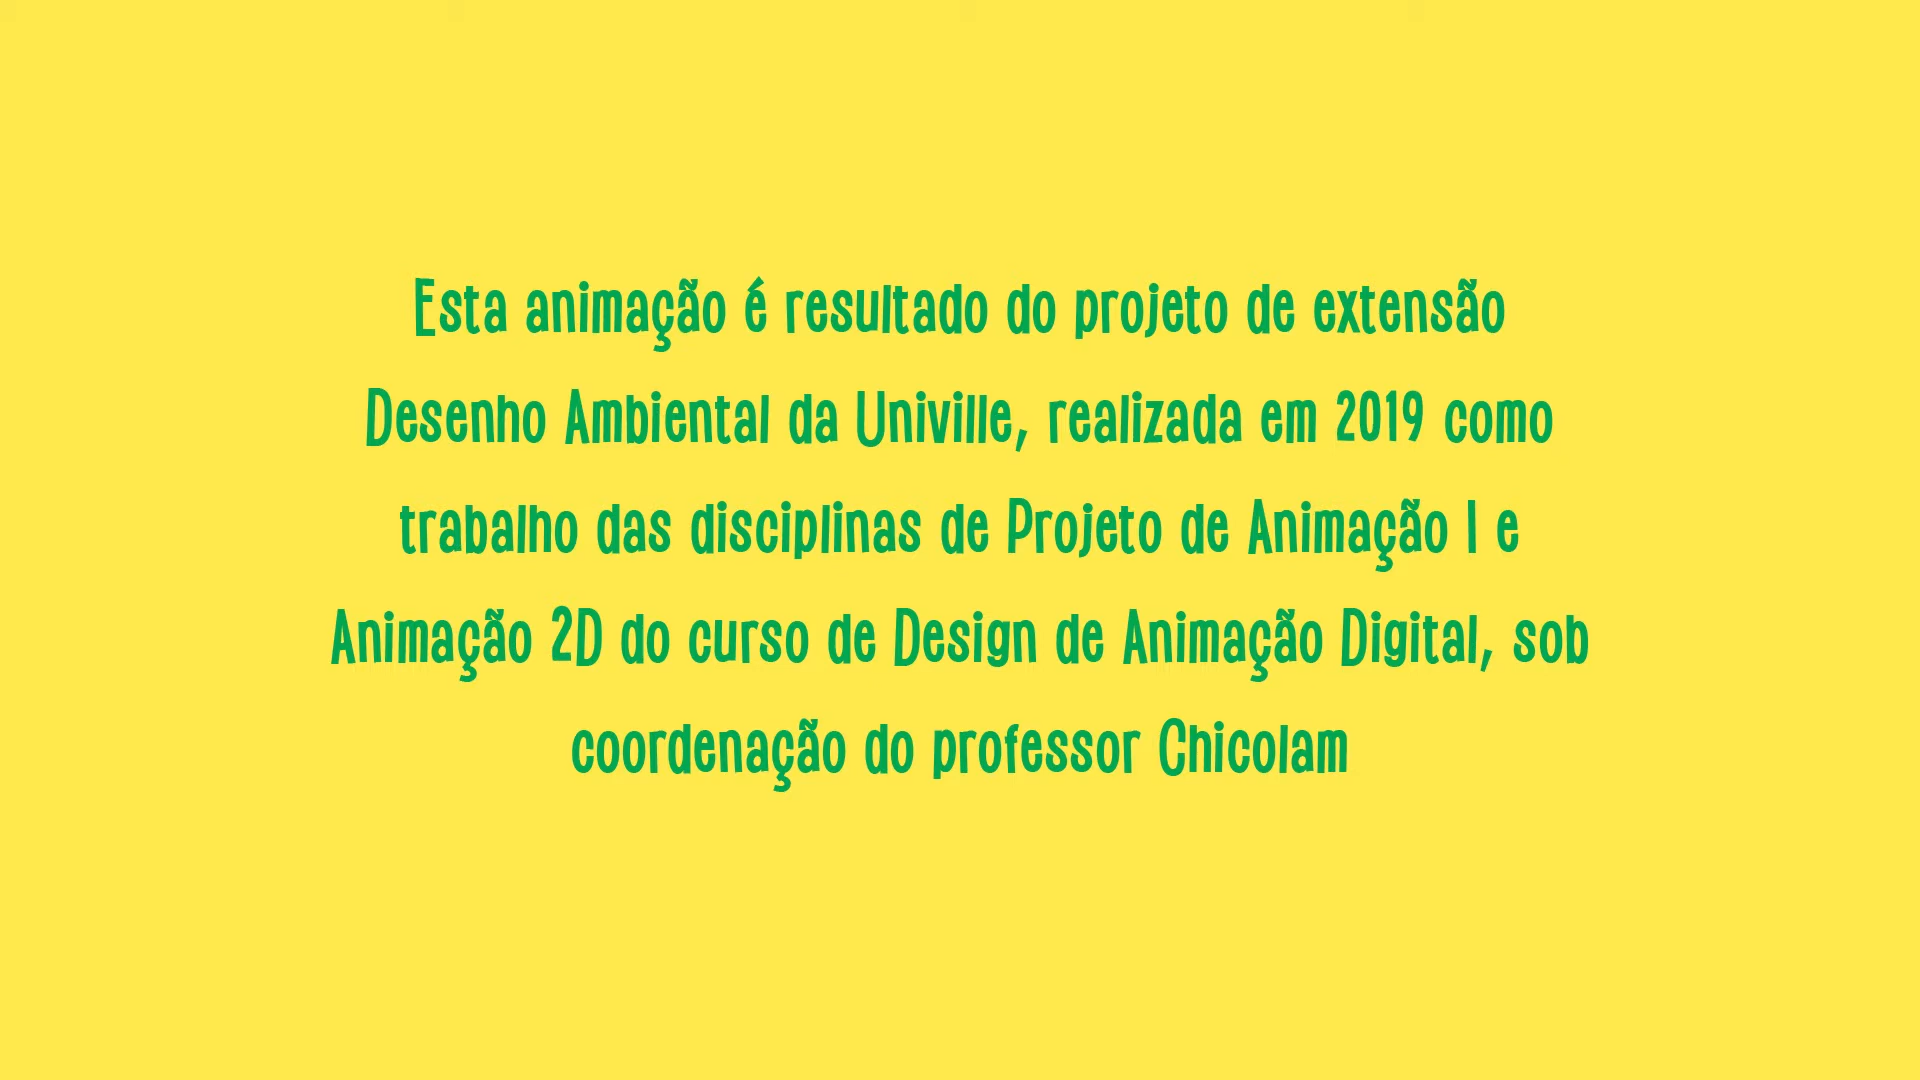 Esta animação é resultado do projeto de extensão
Desenho Ambiental da Univille, realizada em 2019 como
trabalho das disciplinas de Projeto de Animação I e
Animação 2D do curso de Design de Animação Digital, sob
coordenação do professor Chicolam